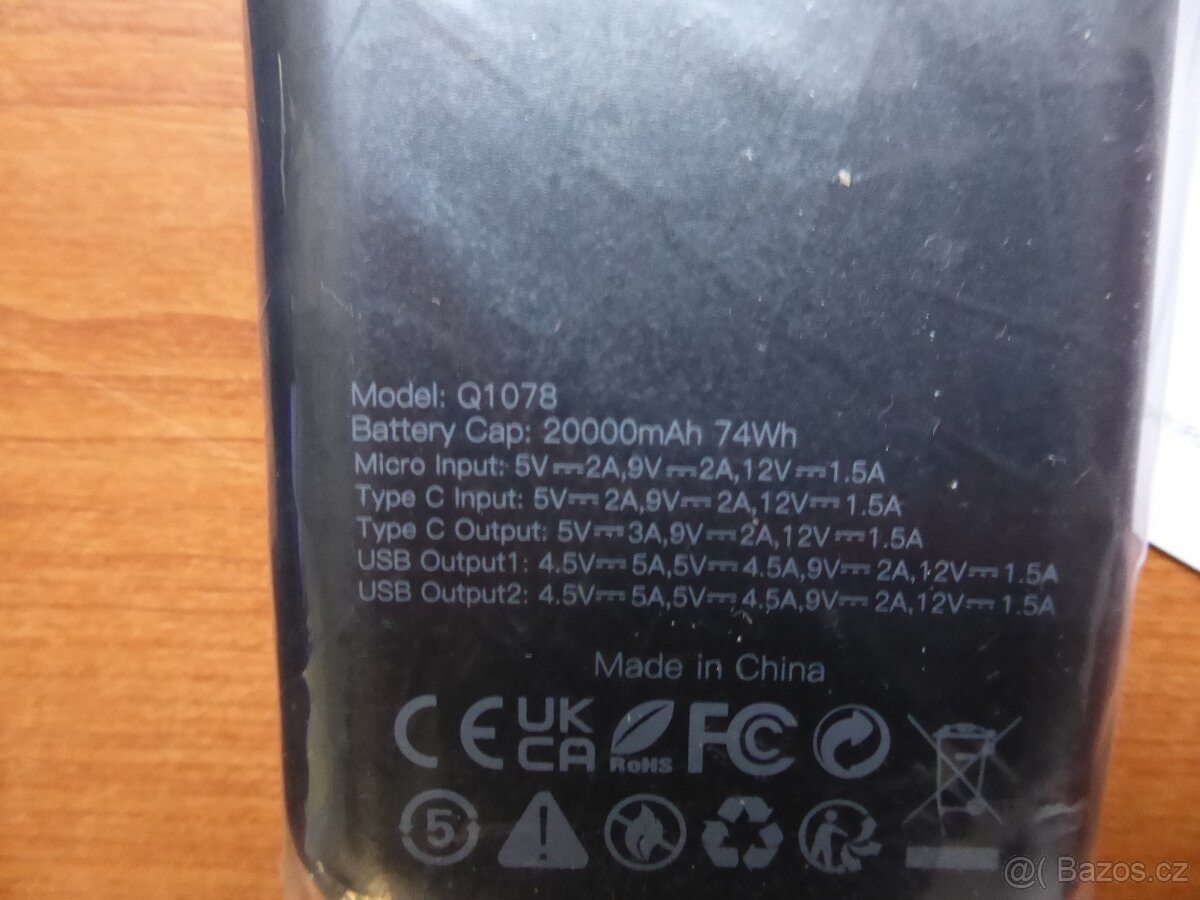 Model: Q1078
Battery Cap: 20000mAh 74Wh
Micro Input: 5V⎓2A,9V⎓2A,12V⎓1.5A
Type C Input: 5V⎓2A,9V⎓2A,12V⎓1.5A
Type C Output: 5V⎓3A,9V⎓2A,12V⎓1.5A
USB Output1: 4.5V⎓5A,5V⎓4.5A,9V⎓2A,12V⎓1.5A
USB Output2: 4.5V⎓5A,5V⎓4.5A,9V⎓2A,12V⎓1.5A
Made in China
CE UK CA RoHS FC
5
@( Bazos.cz